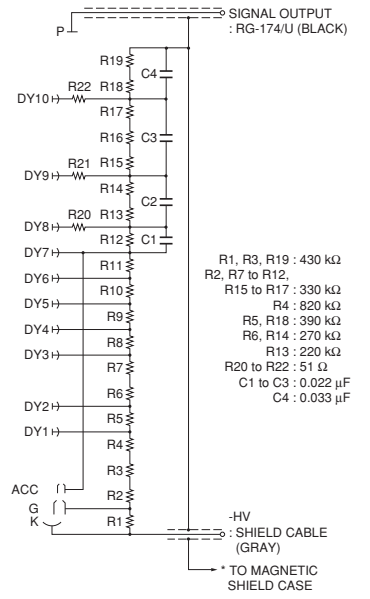 SIGNAL OUTPUT
: RG-174/U (BLACK)
P
R19
C4
R22
R18
DY10
R17
R16
C3
R21
R15
DY9
R14
C2
R20
R13
DY8
R12
C1
DY7
R11
DY6
R10
DY5
R9
DY4
R8
DY3
R7
R6
DY2
R5
DY1
R4
R3
ACC
R2
G
K
R1
R1, R3, R19 : 430 kΩ
R2, R7 to R12,
R15 to R17 : 330 kΩ
R4 : 820 kΩ
R5, R18 : 390 kΩ
R6, R14 : 270 kΩ
R13 : 220 kΩ
R20 to R22 : 51 Ω
C1 to C3 : 0.022 µF
C4 : 0.033 µF
-HV
: SHIELD CABLE
(GRAY)
* TO MAGNETIC
SHIELD CASE